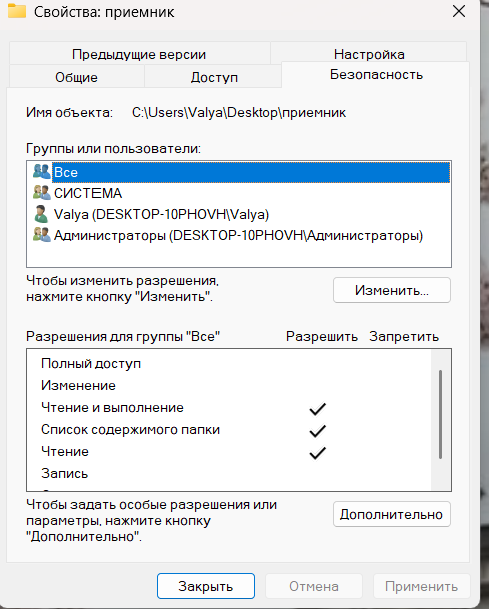 Свойства: приемник
Предыдущие версии
Настройка
Общие
Доступ
Безопасность
Имя объекта: C:\Users\Valya\Desktop\приемник
Группы или пользователи:
Все
СИСТЕМА
Valya (DESKTOP-10PHOVH\Valya)
Администраторы (DESKTOP-10PHOVH\Администраторы)
Чтобы изменить разрешения,
нажмите кнопку "Изменить".
Изменить...
Разрешения для группы "Все" Разрешить Запретить
Полный доступ
Изменение
Чтение и выполнение
Список содержимого папки
Чтение
Запись
Чтобы задать особые разрешения или
параметры, нажмите кнопку
"Дополнительно".
Дополнительно
Закрыть
Отмена
Применить